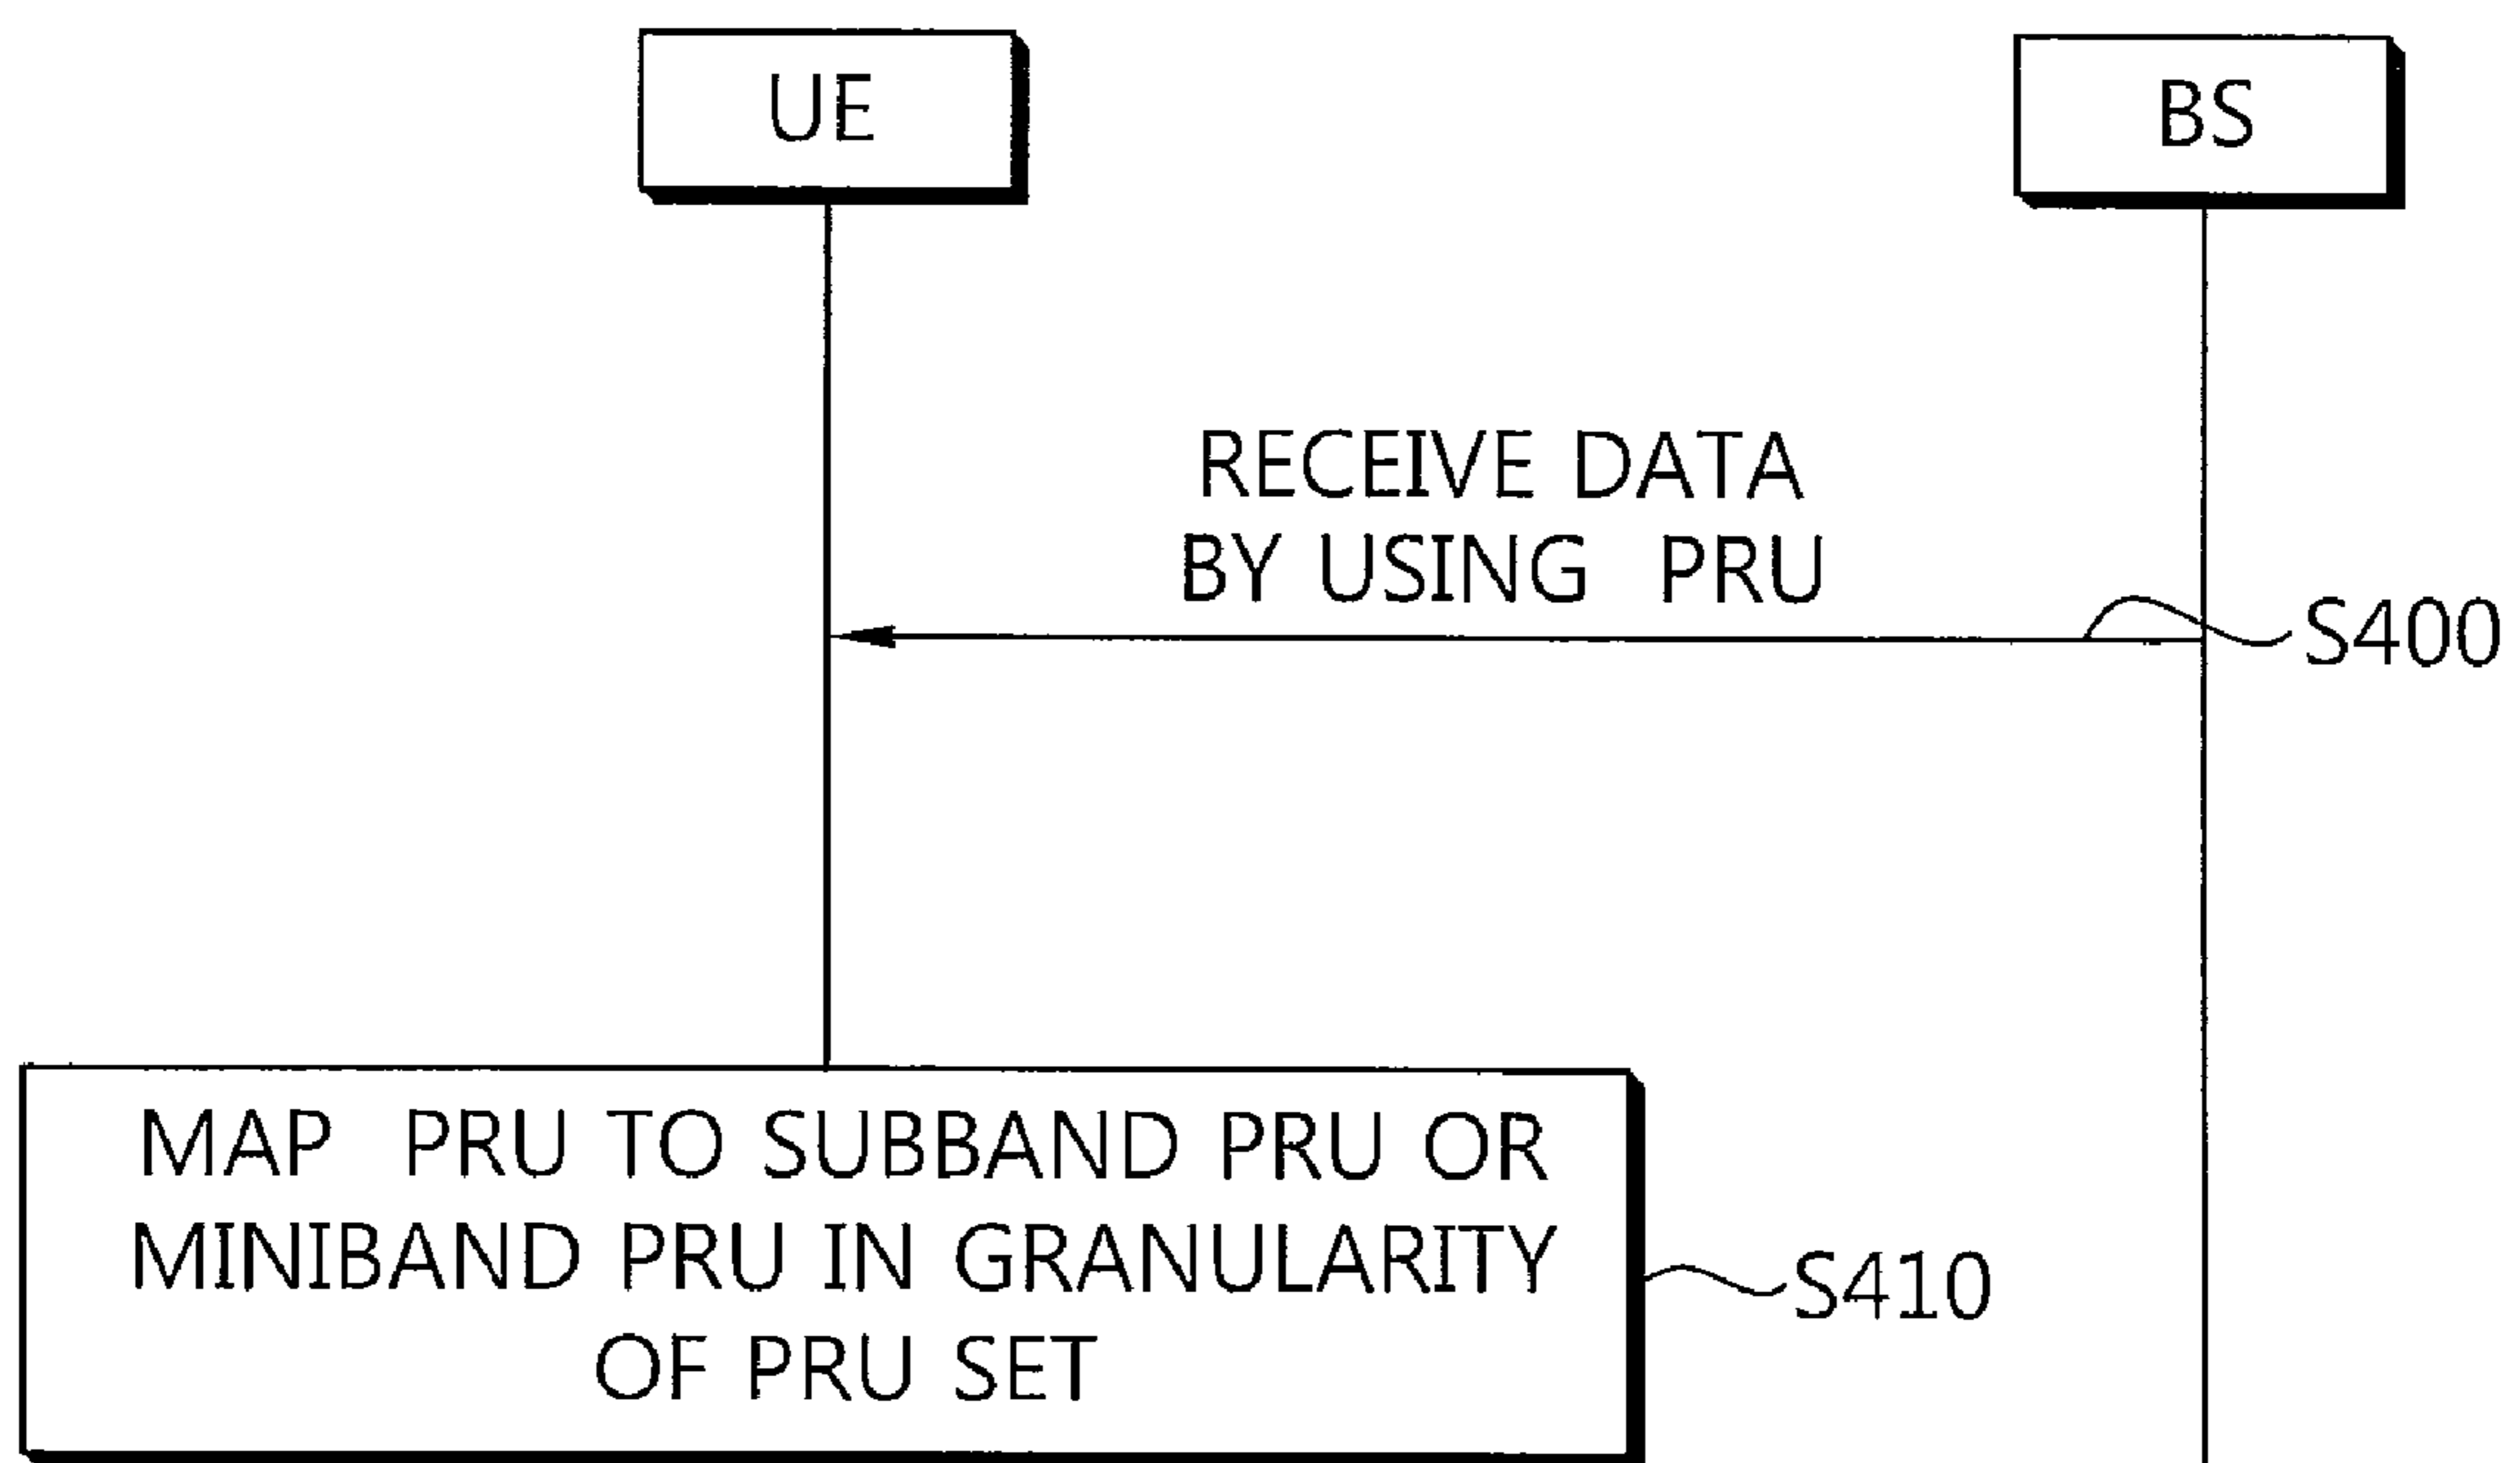 UE
BS
RECEIVE DATA
BY USING PRU
S400
MAP PRU TO SUBBAND PRU OR
MINIBAND PRU IN GRANULARITY
OF PRU SET
S410